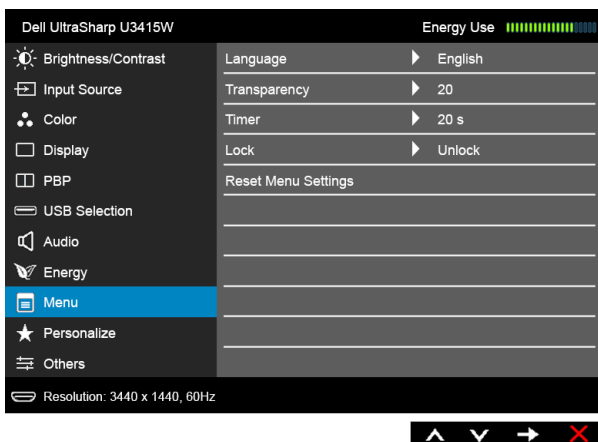 Dell UltraSharp U3415W
Energy Use
Brightness/Contrast
Input Source
Color
Display
PBP
USB Selection
Audio
Energy
Menu
Personalize
Others
Language English
Transparency 20
Timer 20 s
Lock Unlock
Reset Menu Settings
Resolution: 3440 x 1440, 60Hz